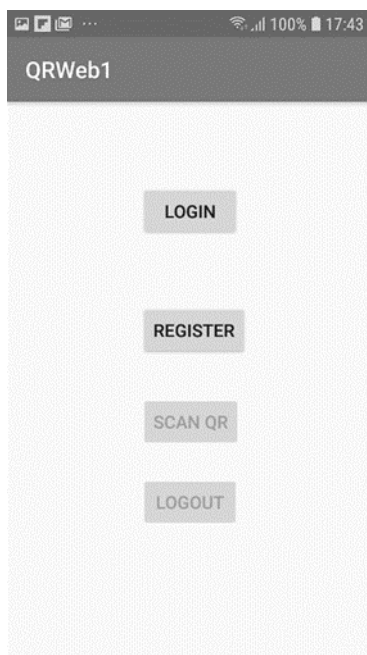 100% 17:43
QRWeb1
LOGIN
REGISTER
SCAN QR
LOGOUT